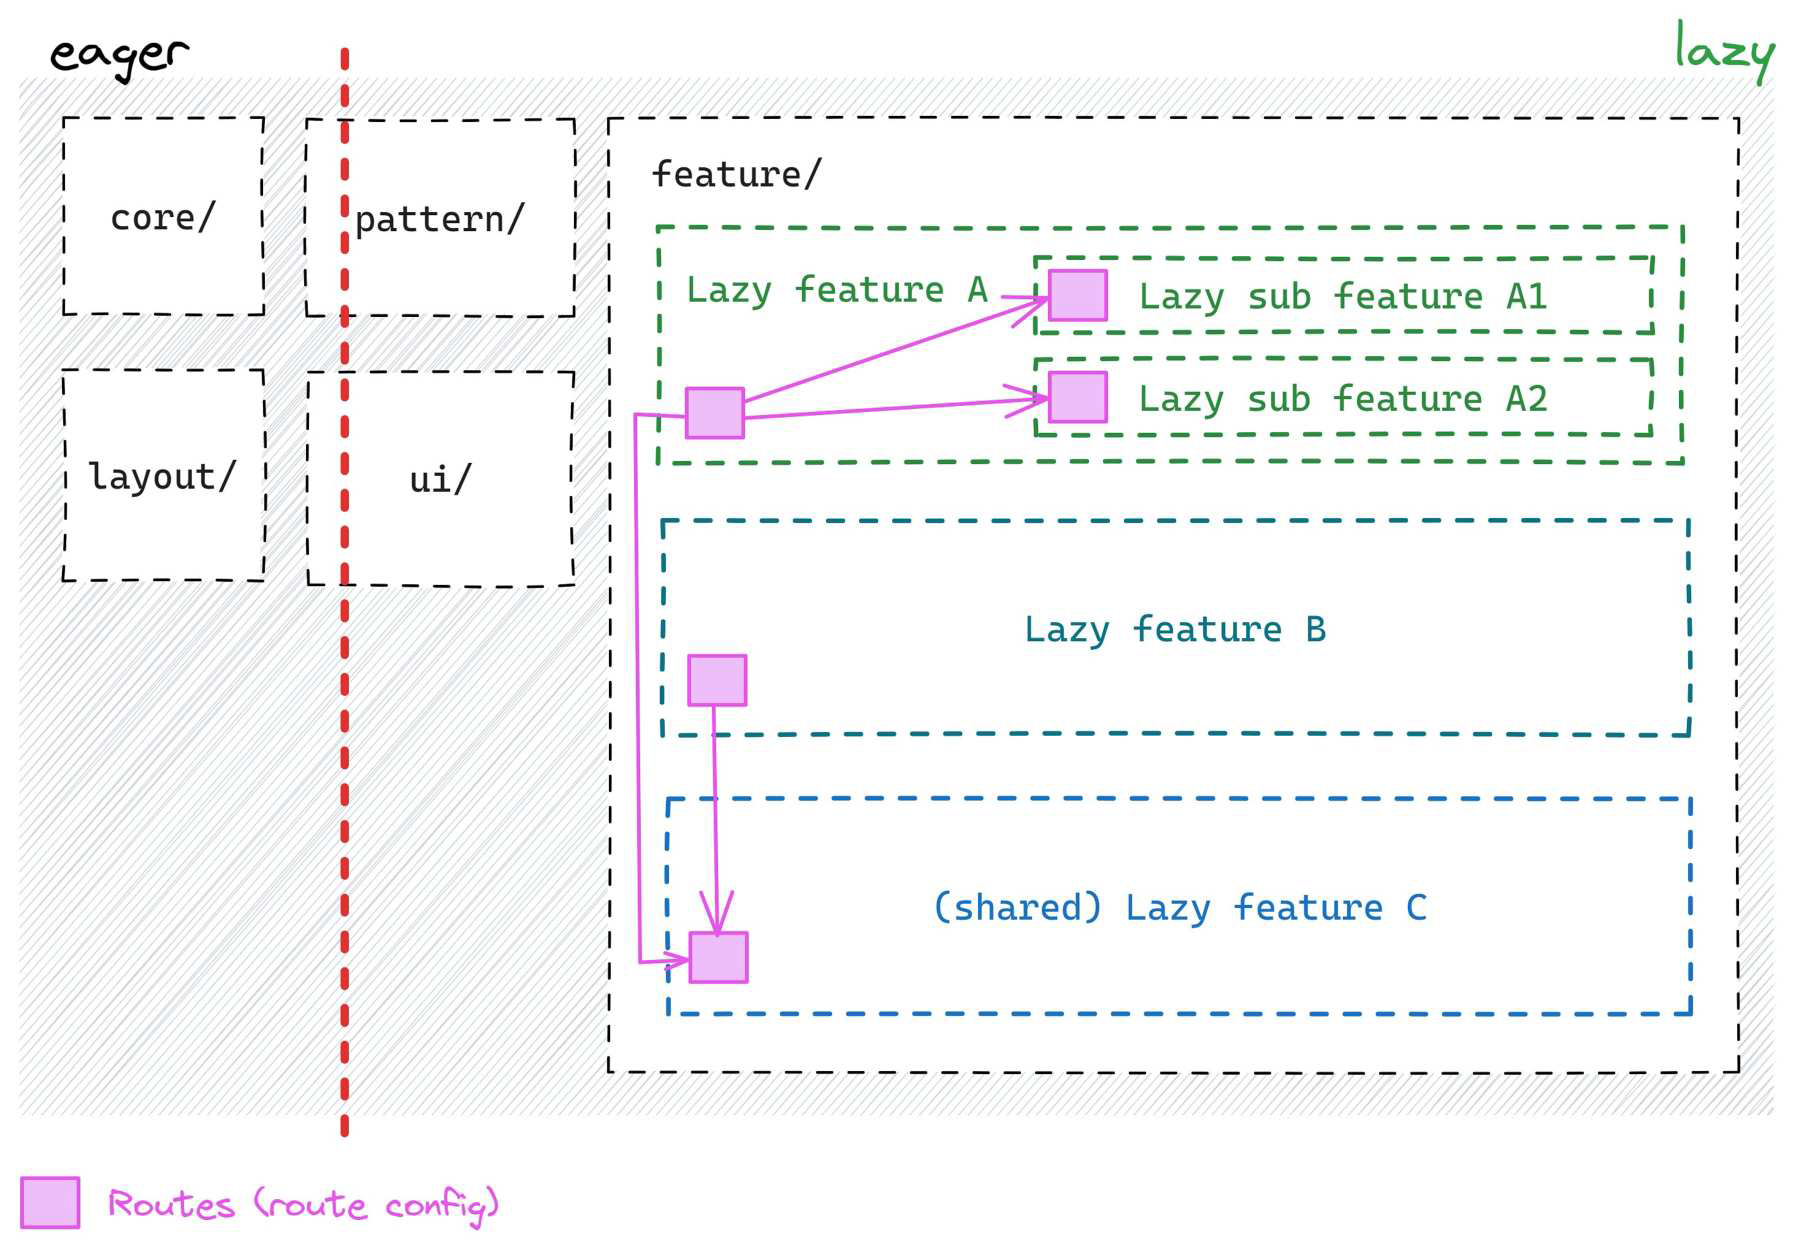 eager
lazy
core/
pattern/
feature/
Lazy feature A
Lazy sub feature A1
Lazy sub feature A2
layout/
ui/
Lazy feature B
(shared) Lazy feature C
Routes (route config)